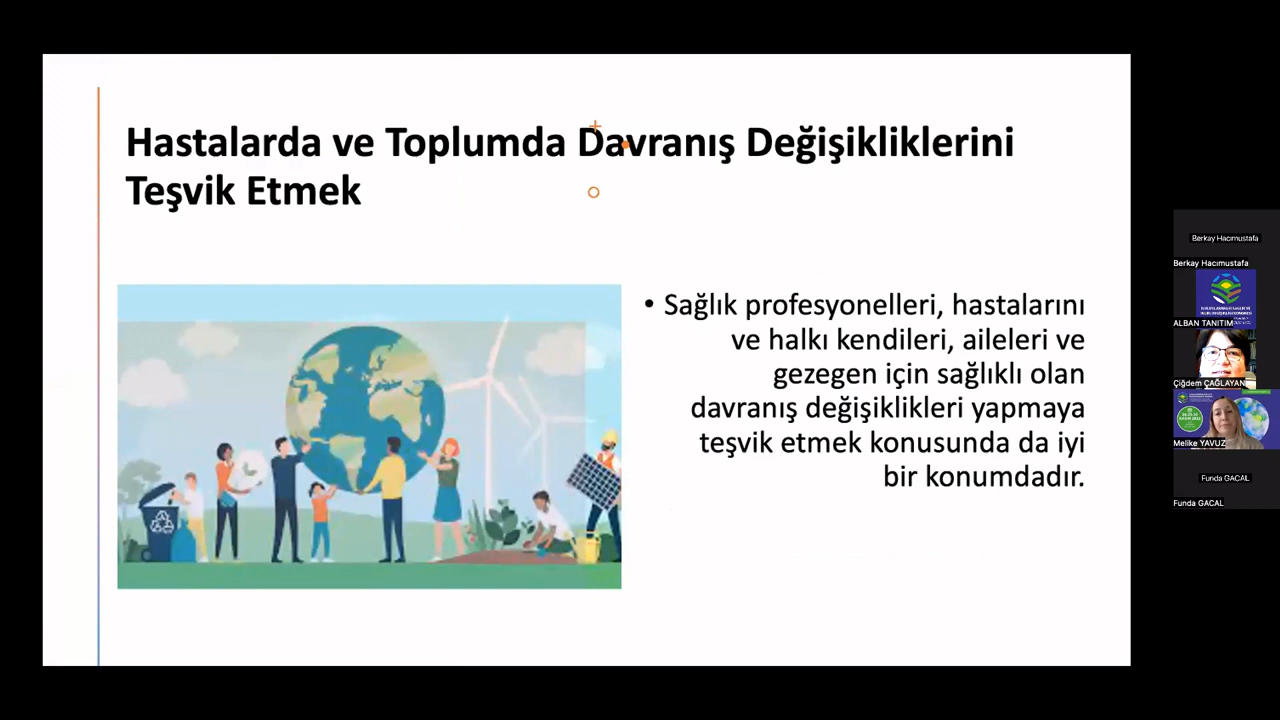 Hastalarda ve Toplumda Davranış Değişikliklerini
Teşvik Etmek
• Sağlık profesyonelleri, hastalarını
ve halkı kendileri, aileleri ve
gezegen için sağlıklı olan
davranış değişiklikleri yapmaya
teşvik etmek konusunda da iyi
bir konumdadır.
Berkay Hacımustafa
Berkay Hacımustafa
ALBAN TANITIM
Çiğdem ÇAĞLAYAN
Melike YAVUZ
Funda GACAL
Funda GACAL